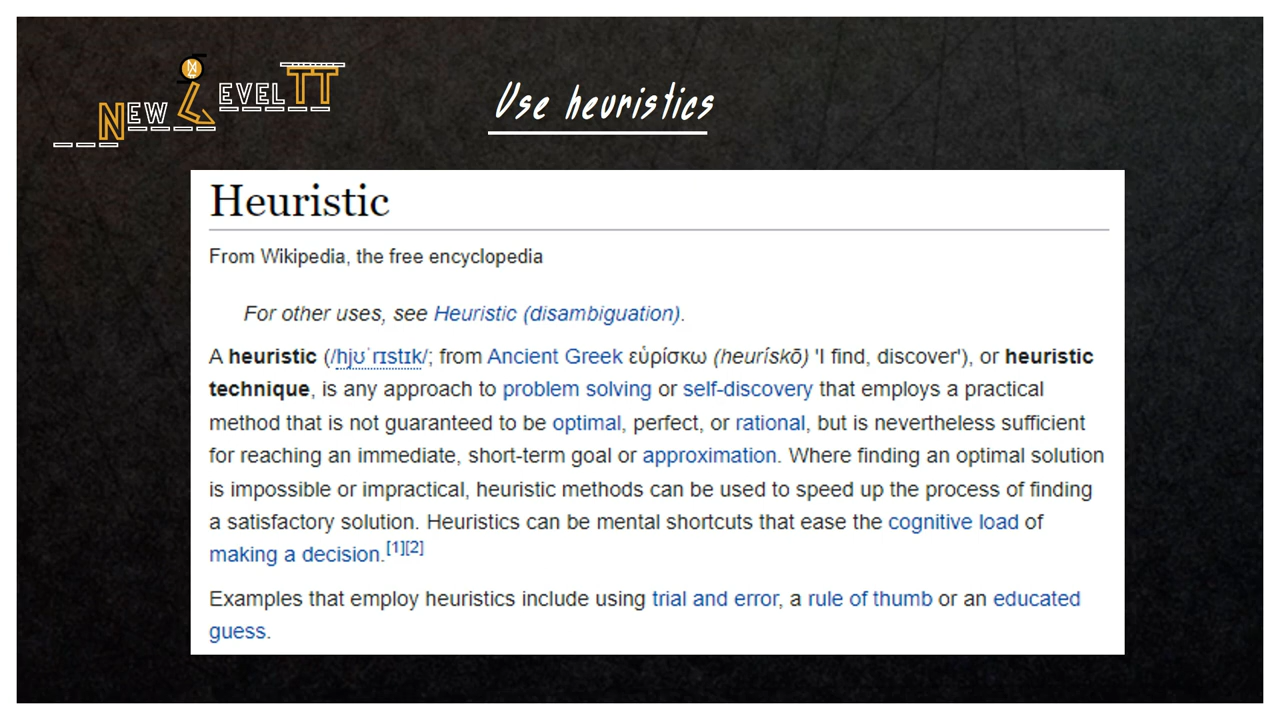 New Level TT
Use heuristics
Heuristic
From Wikipedia, the free encyclopedia
For other uses, see Heuristic (disambiguation).
A heuristic (/hjʊˈrɪstɪk/; from Ancient Greek εὑρίσκω (heurískō) 'I find, discover'), or heuristic
technique, is any approach to problem solving or self-discovery that employs a practical
method that is not guaranteed to be optimal, perfect, or rational, but is nevertheless sufficient
for reaching an immediate, short-term goal or approximation. Where finding an optimal solution
is impossible or impractical, heuristic methods can be used to speed up the process of finding
a satisfactory solution. Heuristics can be mental shortcuts that ease the cognitive load of
making a decision.[1][2]
Examples that employ heuristics include using trial and error, a rule of thumb or an educated
guess.